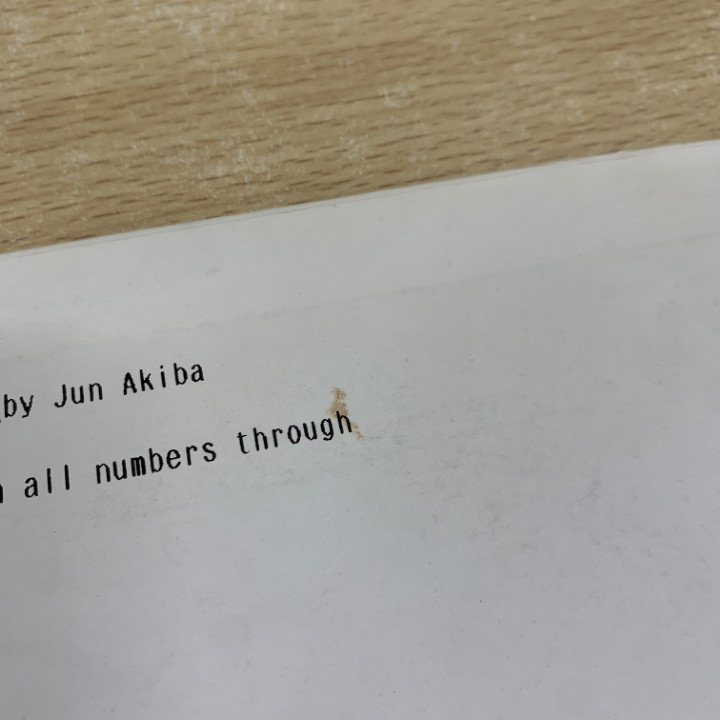 by Jun Akiba
all numbers through